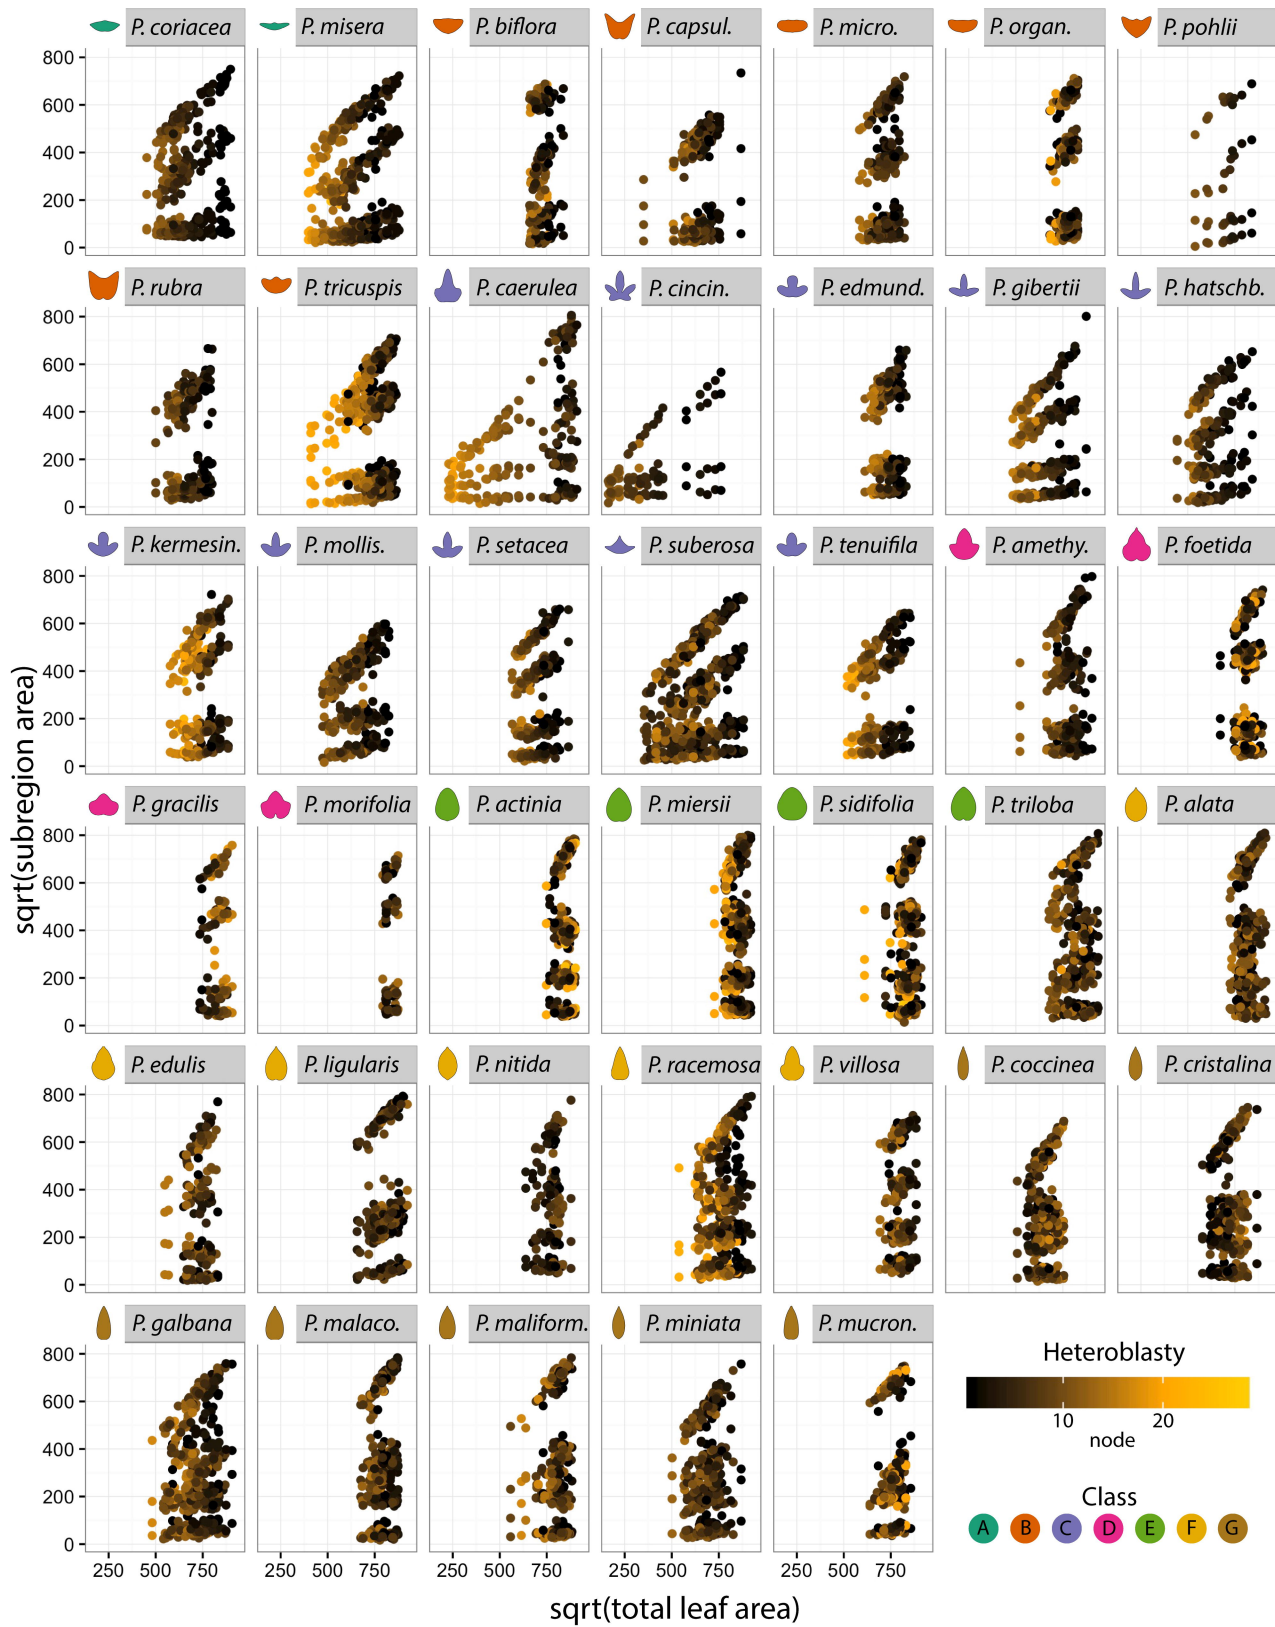 P. coriacea P. misera P. biflora P. capsul. P. micro. P. organ. P. pohlii
800
600
400
200
0
P. rubra P. tricuspis P. caerulea P. cincin. P. edmund. P. gibertii P. hatschb.
800
600
400
200
0
P. kermesin. P. mollis. P. setacea P. suberosa P. tenuifila P. amethy. P. foetida
800
600
400
200
0
sqrt(subregion area)
P. gracilis P. morifolia P. actinia P. miersii P. sidifolia P. triloba P. alata
800
600
400
200
0
P. edulis P. ligularis P. nitida P. racemosa P. villosa P. coccinea P. cristalina
800
600
400
200
0
P. galbana P. malaco. P. maliform. P. miniata P. mucron.
800
600
400
200
0
250 500 750 250 500 750 250 500 750 250 500 750 250 500 750
sqrt(total leaf area)
Heteroblasty
10 20
node
Class
A B C D E F G